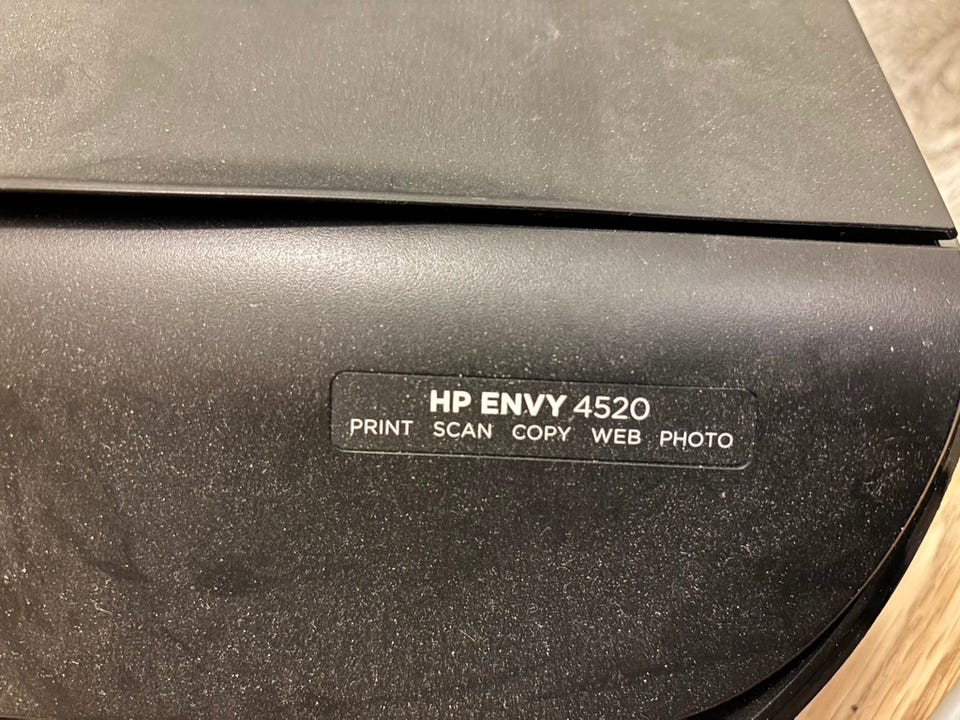 HP ENVY 4520
PRINT SCAN COPY WEB PHOTO